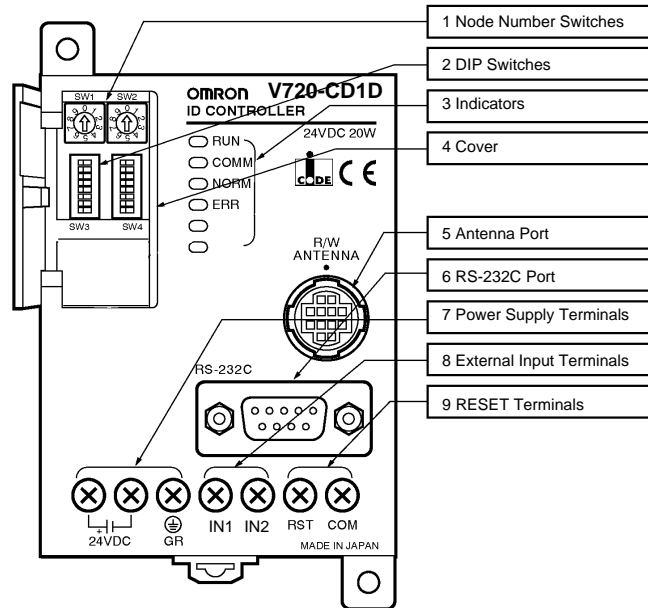 1 Node Number Switches
2 DIP Switches
3 Indicators
4 Cover
5 Antenna Port
6 RS-232C Port
7 Power Supply Terminals
8 External Input Terminals
9 RESET Terminals
SW1 SW2
SW3 SW4
OMRON V720-CD1D
ID CONTROLLER
24VDC 20W
RUN
COMM
NORM
ERR
i CODE CE
R/W
ANTENNA
RS-232C
+
24VDC
GR
IN1 IN2
RST COM
MADE IN JAPAN